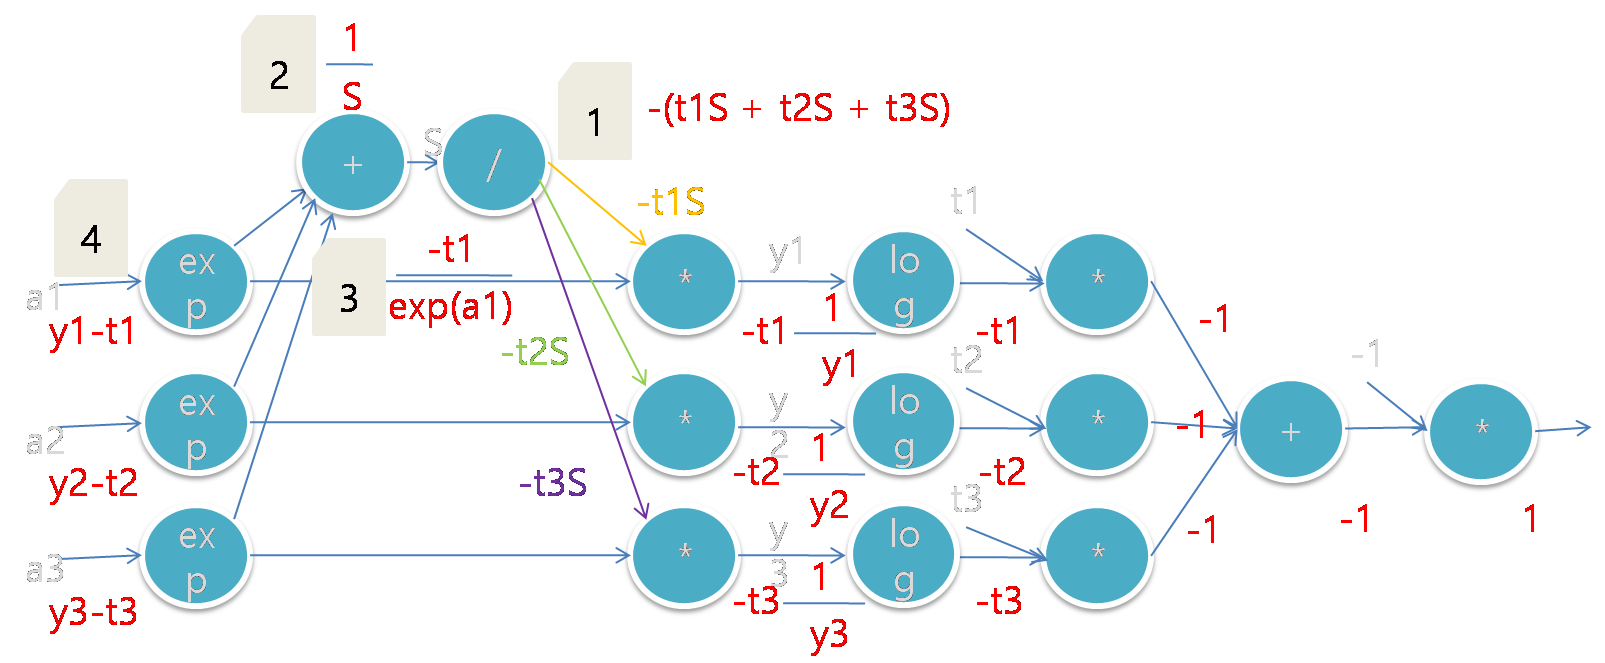 1
2
S
1
-(t1S + t2S + t3S)
+
S
/
-t1S
t1
4
ex
p
-t1
3
exp(a1)
*
y1
lo
g
*
a1
y1-t1
-t1
1
y1
-t1
-1
-t2S
t2
-1
ex
p
*
y
2
lo
g
*
-1
+
*
a2
y2-t2
-t2
1
y2
-t2
-t3S
t3
ex
p
*
y
3
lo
g
*
-1
-1
1
a3
y3-t3
-t3
1
y3
-t3